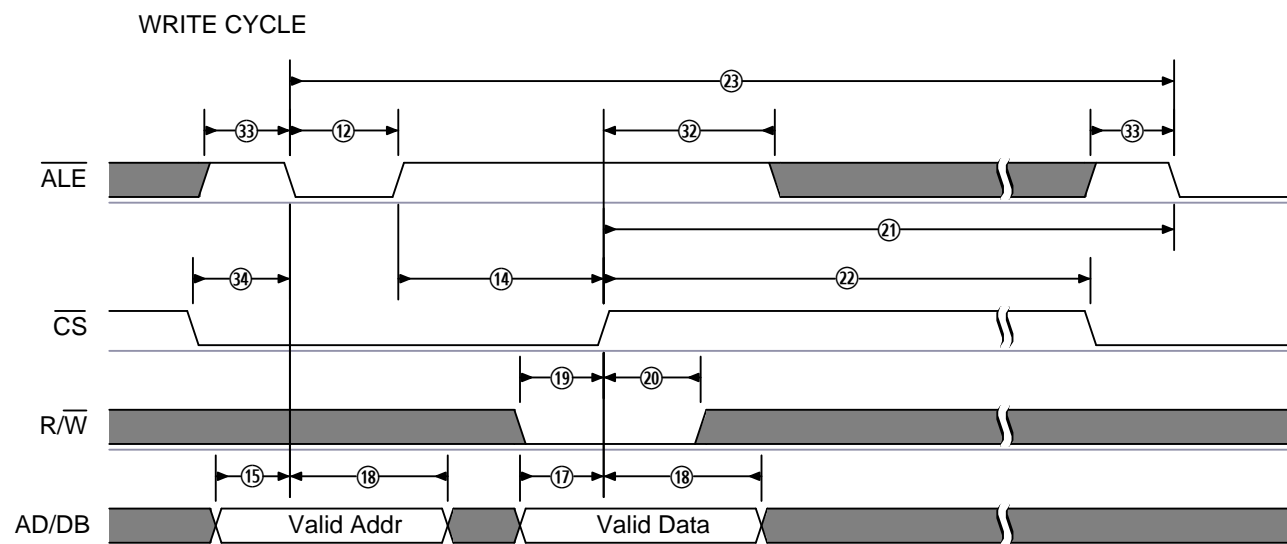 WRITE CYCLE
㉓
㉝ ⑫ ㉜ ㉝
ALE
㉑
㉞ ⑭ ㉒
CS
⑲ ⑳
R/W
⑮ ⑱ ⑰ ⑱
AD/DB Valid Addr Valid Data